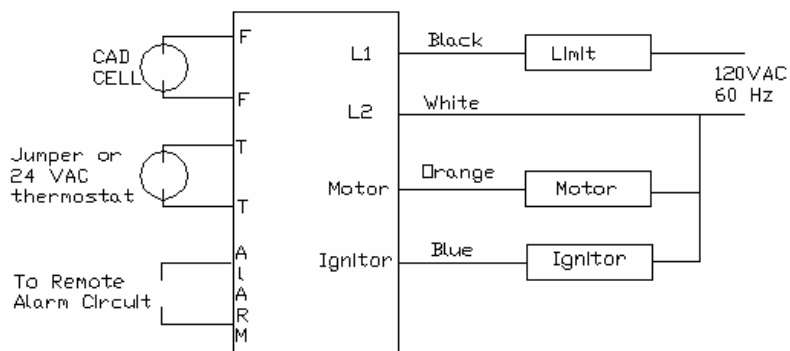 CAD
CELL
F
F
Jumper or
24 VAC
thermostat
T
T
To Remote
Alarm Circuit
A
l
A
R
M
L1
Black
Limit
120VAC
60 Hz
L2
White
Motor
Orange
Motor
Ignitor
Blue
Ignitor